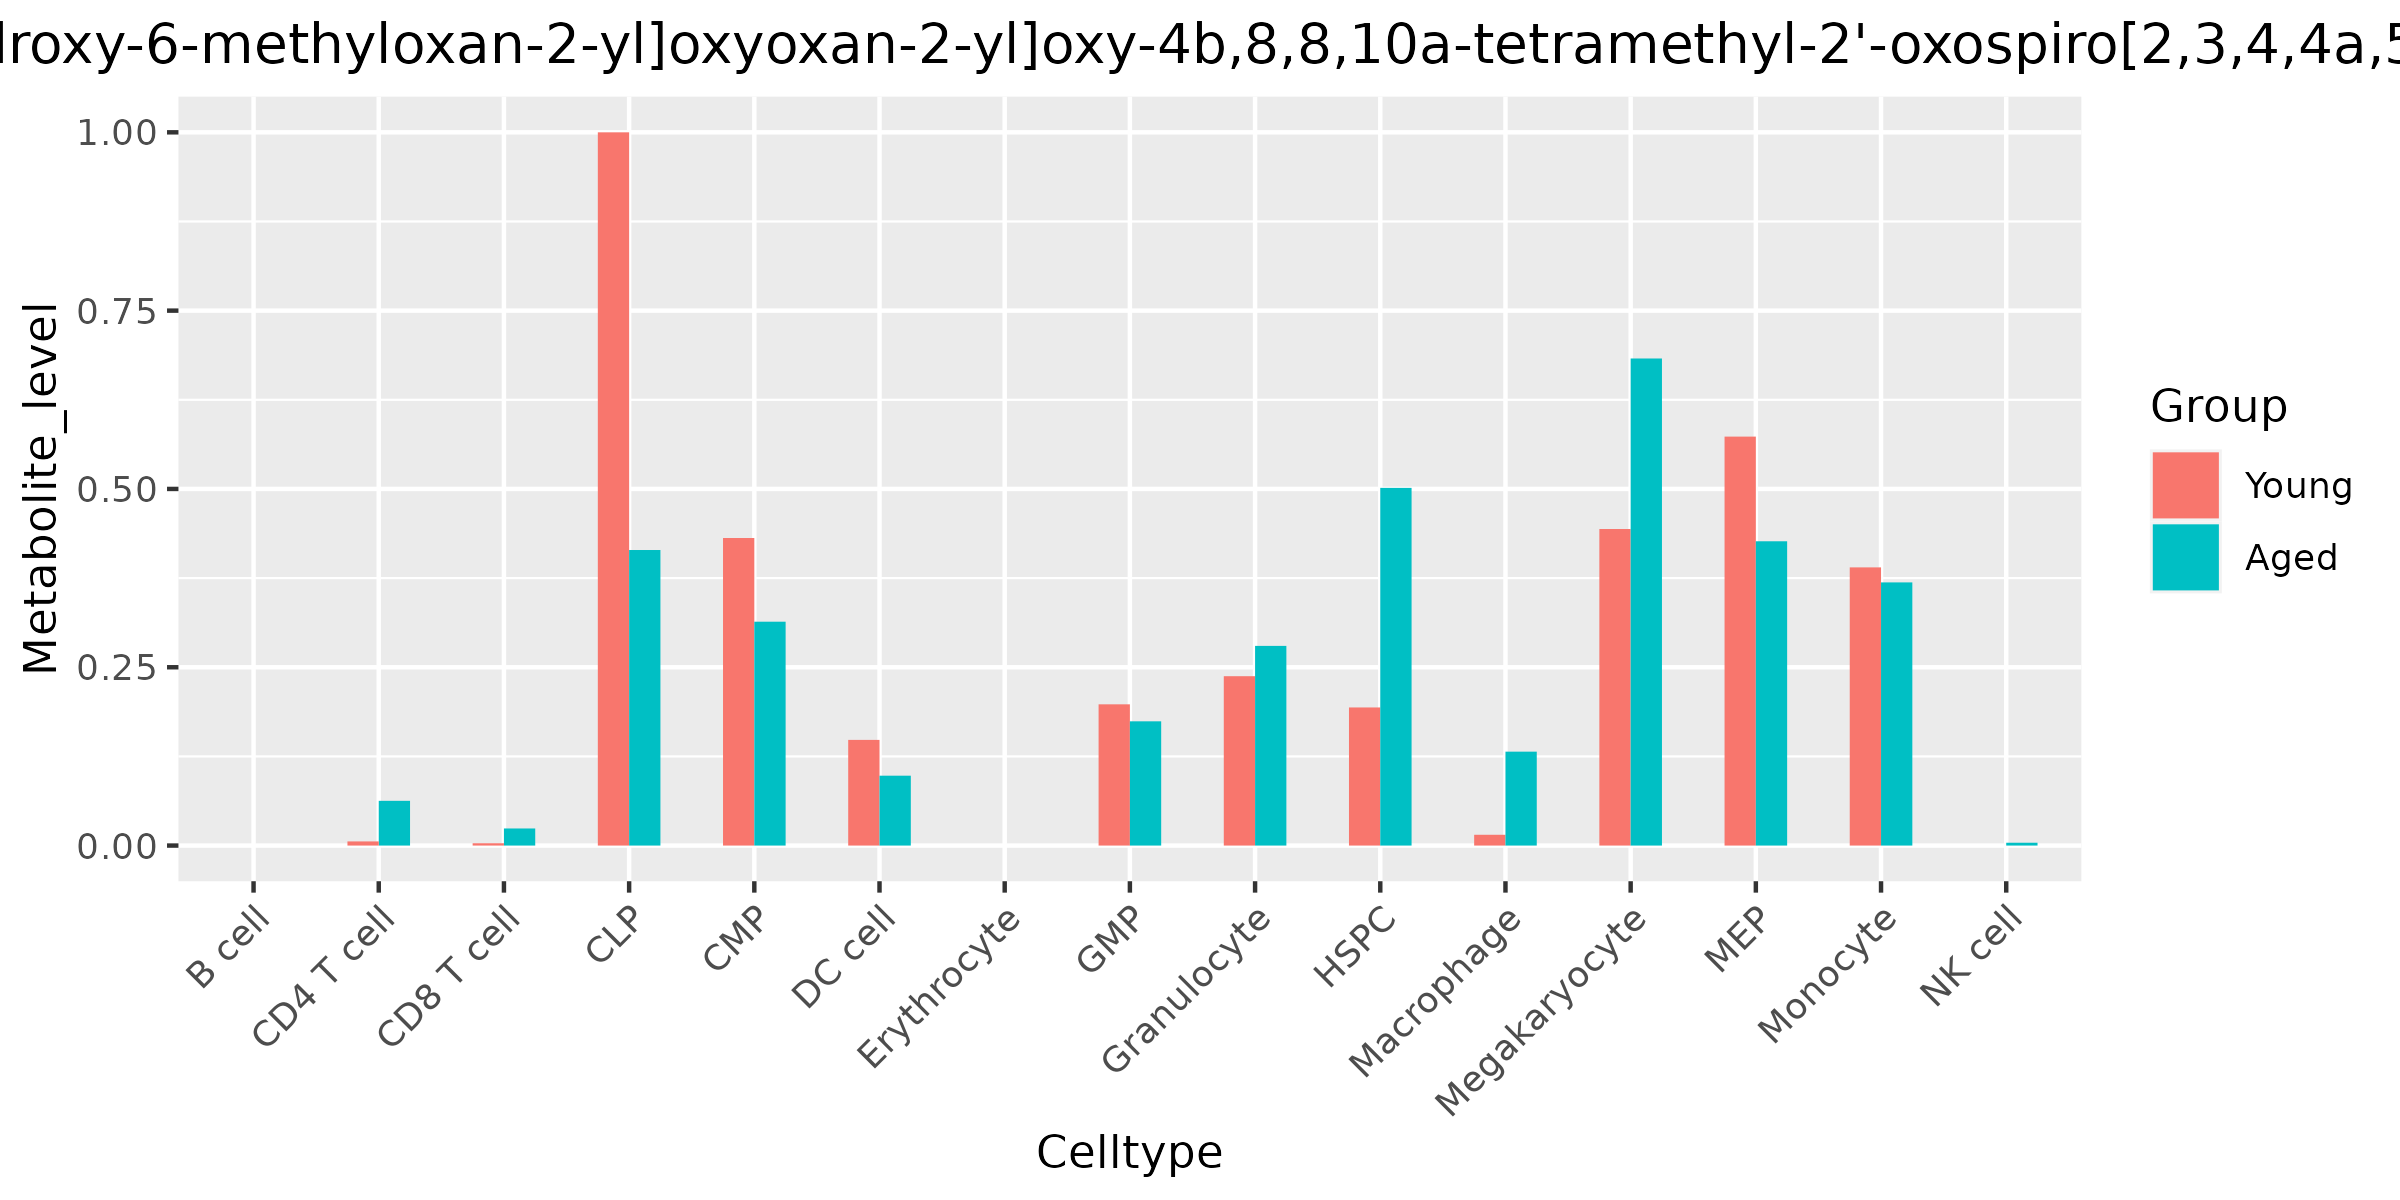 droxy-6-methyloxan-2-yl]oxyoxan-2-yl]oxy-4b,8,8,10a-tetramethyl-2'-oxospiro[2,3,4,4a,5
Metabolite_level
1.00
0.75
0.50
0.25
0.00
B cell
CD4 T cell
CD8 T cell
CLP
CMP
DC cell
Erythrocyte
GMP
Granulocyte
HSPC
Macrophage
Megakaryocyte
MEP
Monocyte
NK cell
Celltype
Group
Young
Aged